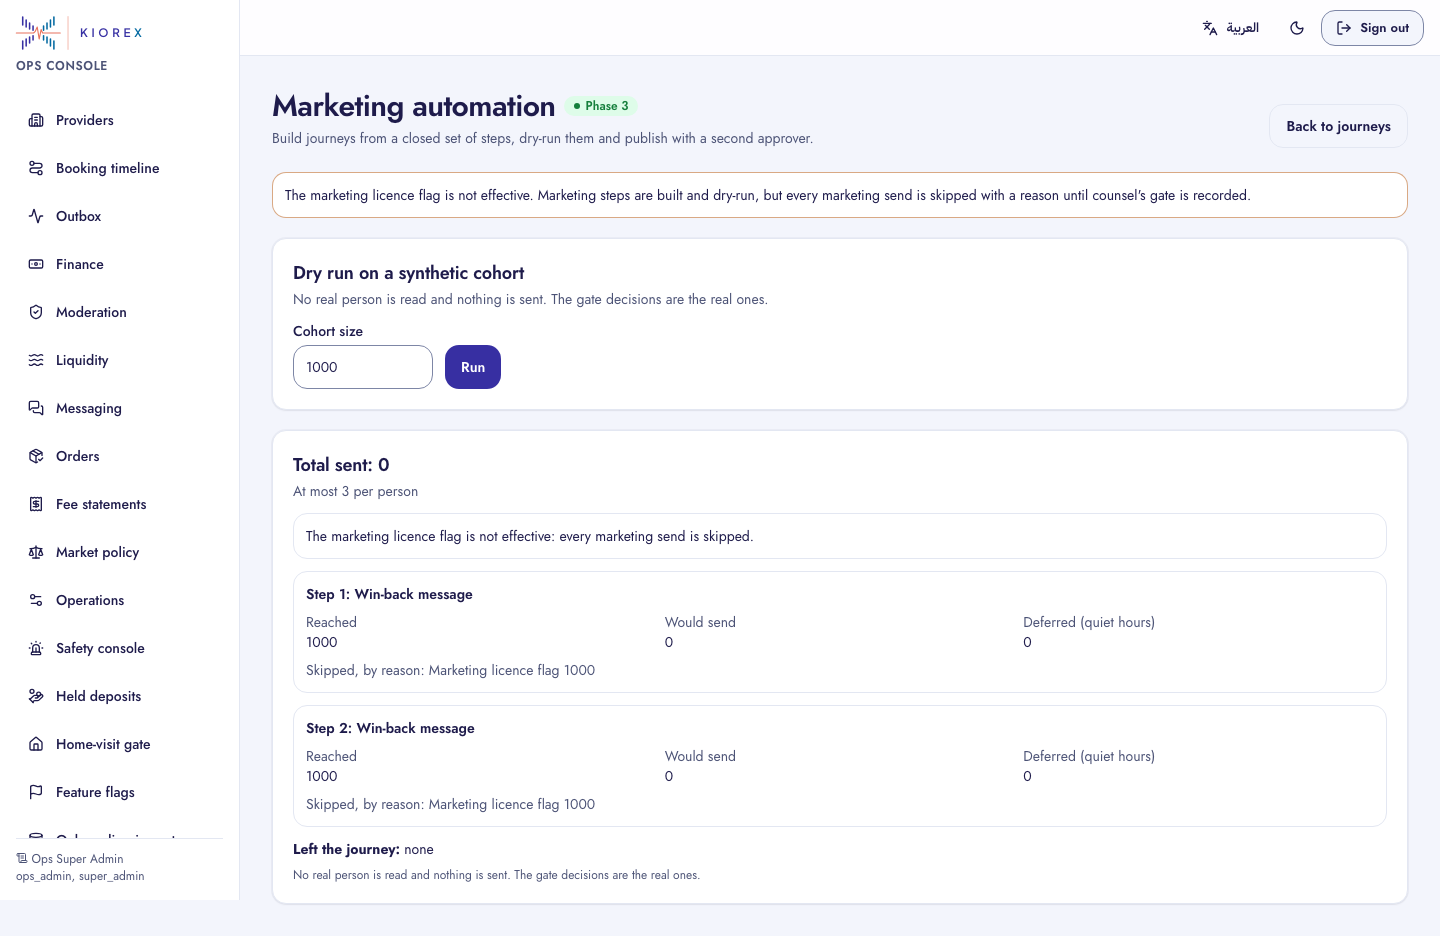 KIOREX
OPS CONSOLE
العربية
Sign out
Providers
Booking timeline
Outbox
Finance
Moderation
Liquidity
Messaging
Orders
Fee statements
Market policy
Operations
Safety console
Held deposits
Home-visit gate
Feature flags
Ops Super Admin
ops_admin, super_admin
Marketing automation
Phase 3
Build journeys from a closed set of steps, dry-run them and publish with a second approver.
Back to journeys
The marketing licence flag is not effective. Marketing steps are built and dry-run, but every marketing send is skipped with a reason until counsel's gate is recorded.
Dry run on a synthetic cohort
No real person is read and nothing is sent. The gate decisions are the real ones.
Cohort size
1000
Run
Total sent: 0
At most 3 per person
The marketing licence flag is not effective: every marketing send is skipped.
Step 1: Win-back message
Reached Would send Deferred (quiet hours)
1000 0 0
Skipped, by reason: Marketing licence flag 1000
Step 2: Win-back message
Reached Would send Deferred (quiet hours)
1000 0 0
Skipped, by reason: Marketing licence flag 1000
Left the journey: none
No real person is read and nothing is sent. The gate decisions are the real ones.